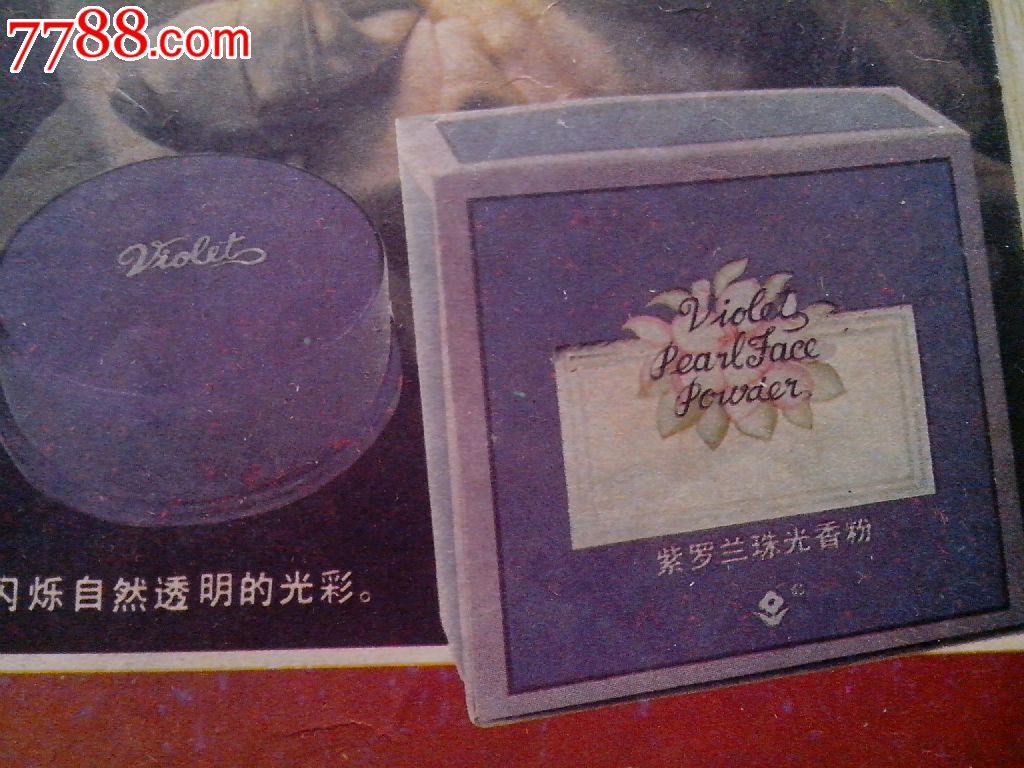 7788.com
Violet
Violet
Pearl Face
Powder
紫罗兰珠光香粉
闪烁自然透明的光彩。